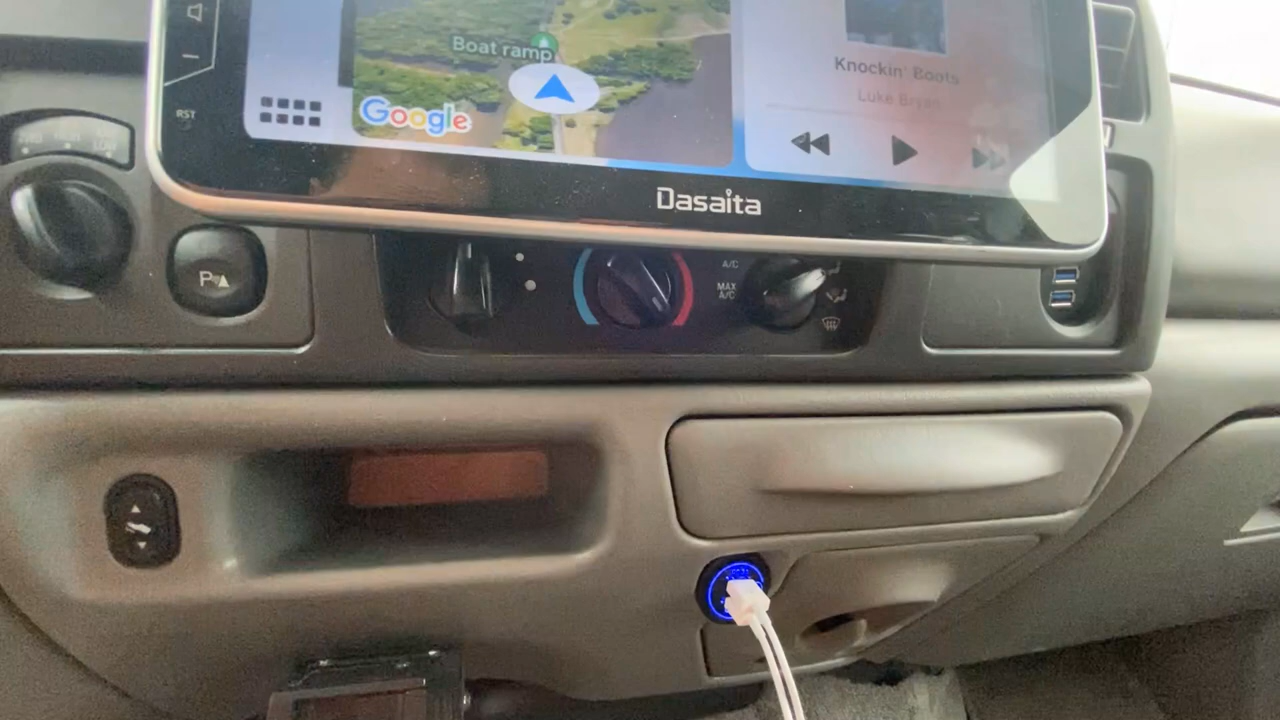 RST
Boat ramp
Google
Knockin' Boots
Luke Bryan
Dasaita
P
A/C
MAX
A/C